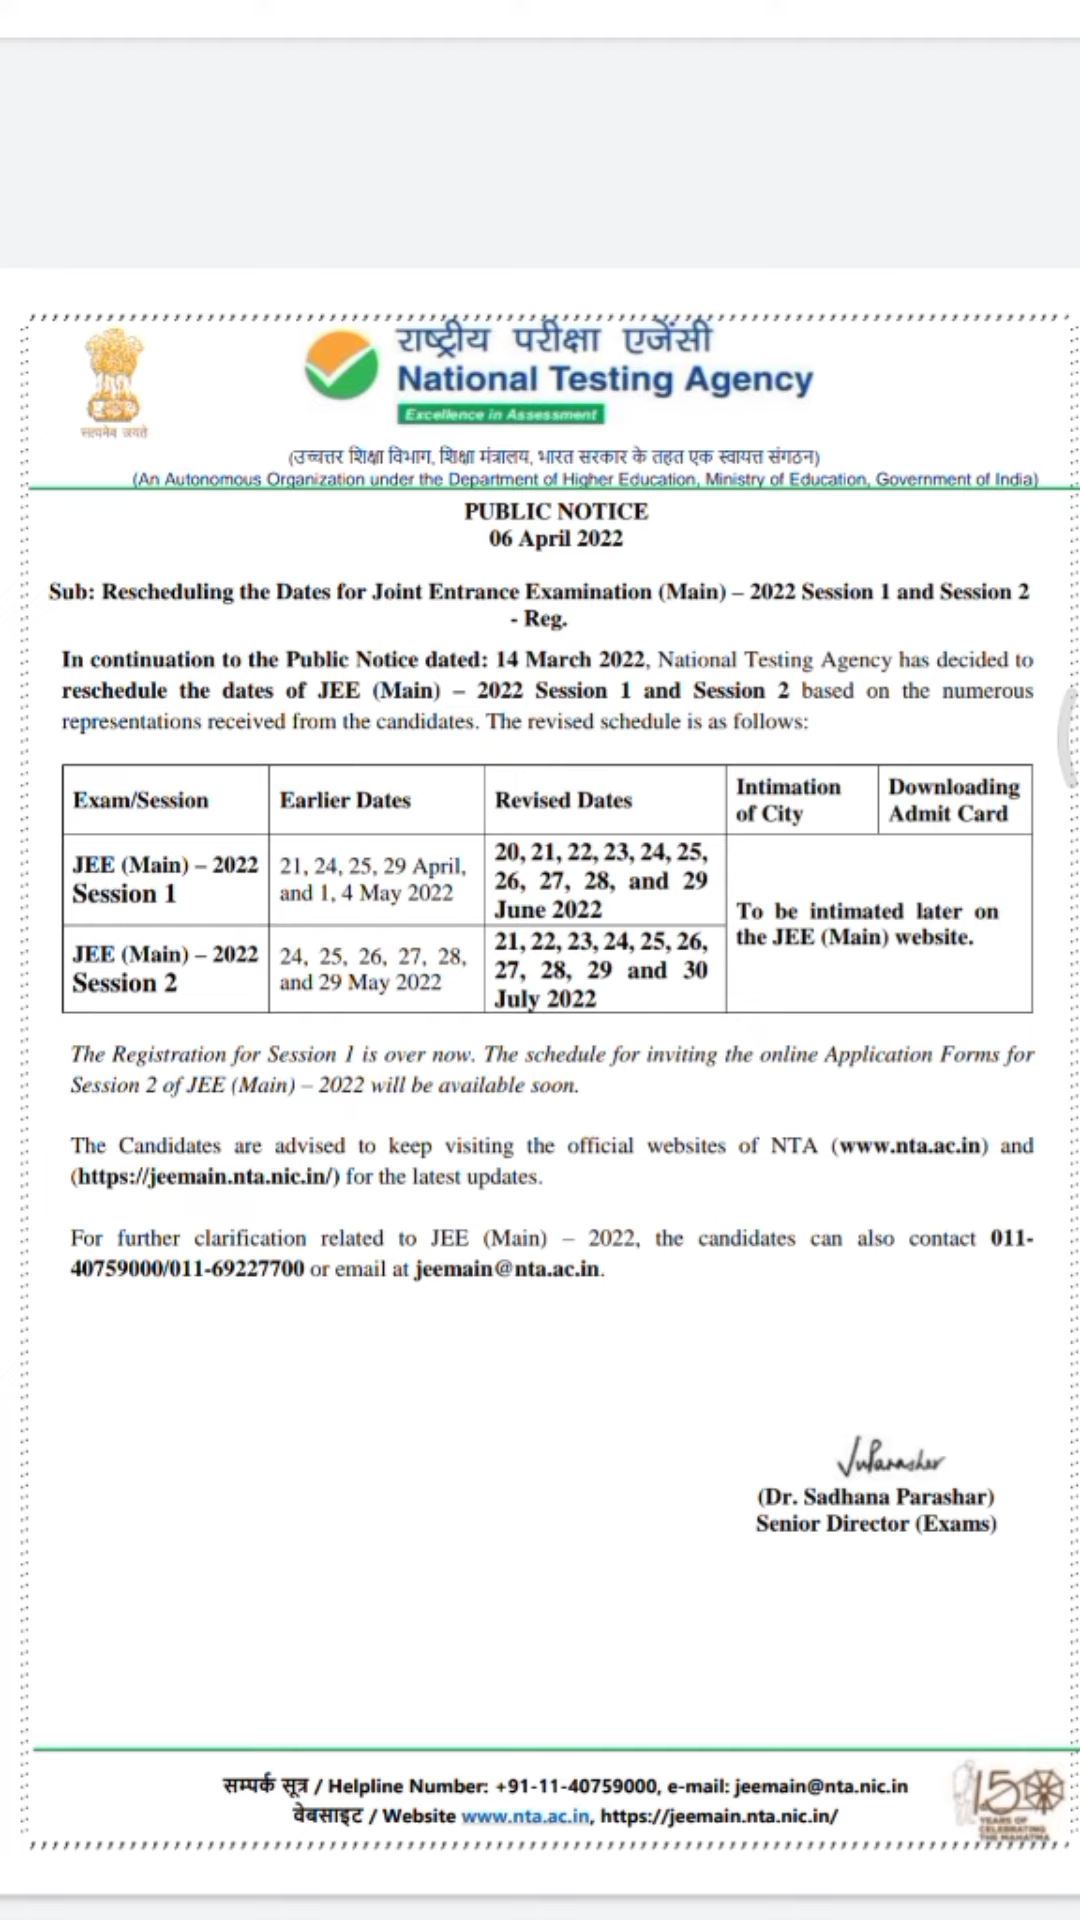 राष्ट्रीय परीक्षा एजेंसी
National Testing Agency
Excellence in Assessment
सत्यमेव जयते
(उच्चतर शिक्षा विभाग, शिक्षा मंत्रालय, भारत सरकार के तहत एक स्वायत्त संगठन)
(An Autonomous Organization under the Department of Higher Education, Ministry of Education, Government of India)
PUBLIC NOTICE
06 April 2022
Sub: Rescheduling the Dates for Joint Entrance Examination (Main) – 2022 Session 1 and Session 2
- Reg.
In continuation to the Public Notice dated: 14 March 2022, National Testing Agency has decided to
reschedule the dates of JEE (Main) – 2022 Session 1 and Session 2 based on the numerous
representations received from the candidates. The revised schedule is as follows:
Exam/Session
Earlier Dates
Revised Dates
Intimation
of City
Downloading
Admit Card
JEE (Main) – 2022
Session 1
21, 24, 25, 29 April,
and 1, 4 May 2022
20, 21, 22, 23, 24, 25,
26, 27, 28, and 29
June 2022
To be intimated later on
the JEE (Main) website.
JEE (Main) – 2022
Session 2
24, 25, 26, 27, 28,
and 29 May 2022
21, 22, 23, 24, 25, 26,
27, 28, 29 and 30
July 2022
The Registration for Session 1 is over now. The schedule for inviting the online Application Forms for
Session 2 of JEE (Main) – 2022 will be available soon.
The Candidates are advised to keep visiting the official websites of NTA (www.nta.ac.in) and
(https://jeemain.nta.nic.in/) for the latest updates.
For further clarification related to JEE (Main) – 2022, the candidates can also contact 011-
40759000/011-69227700 or email at jeemain@nta.ac.in.
(Dr. Sadhana Parashar)
Senior Director (Exams)
सम्पर्क सूत्र / Helpline Number: +91-11-40759000, e-mail: jeemain@nta.nic.in
वेबसाइट / Website www.nta.ac.in, https://jeemain.nta.nic.in/
150
YEARS OF
CELEBRATING
THE MAHATMA